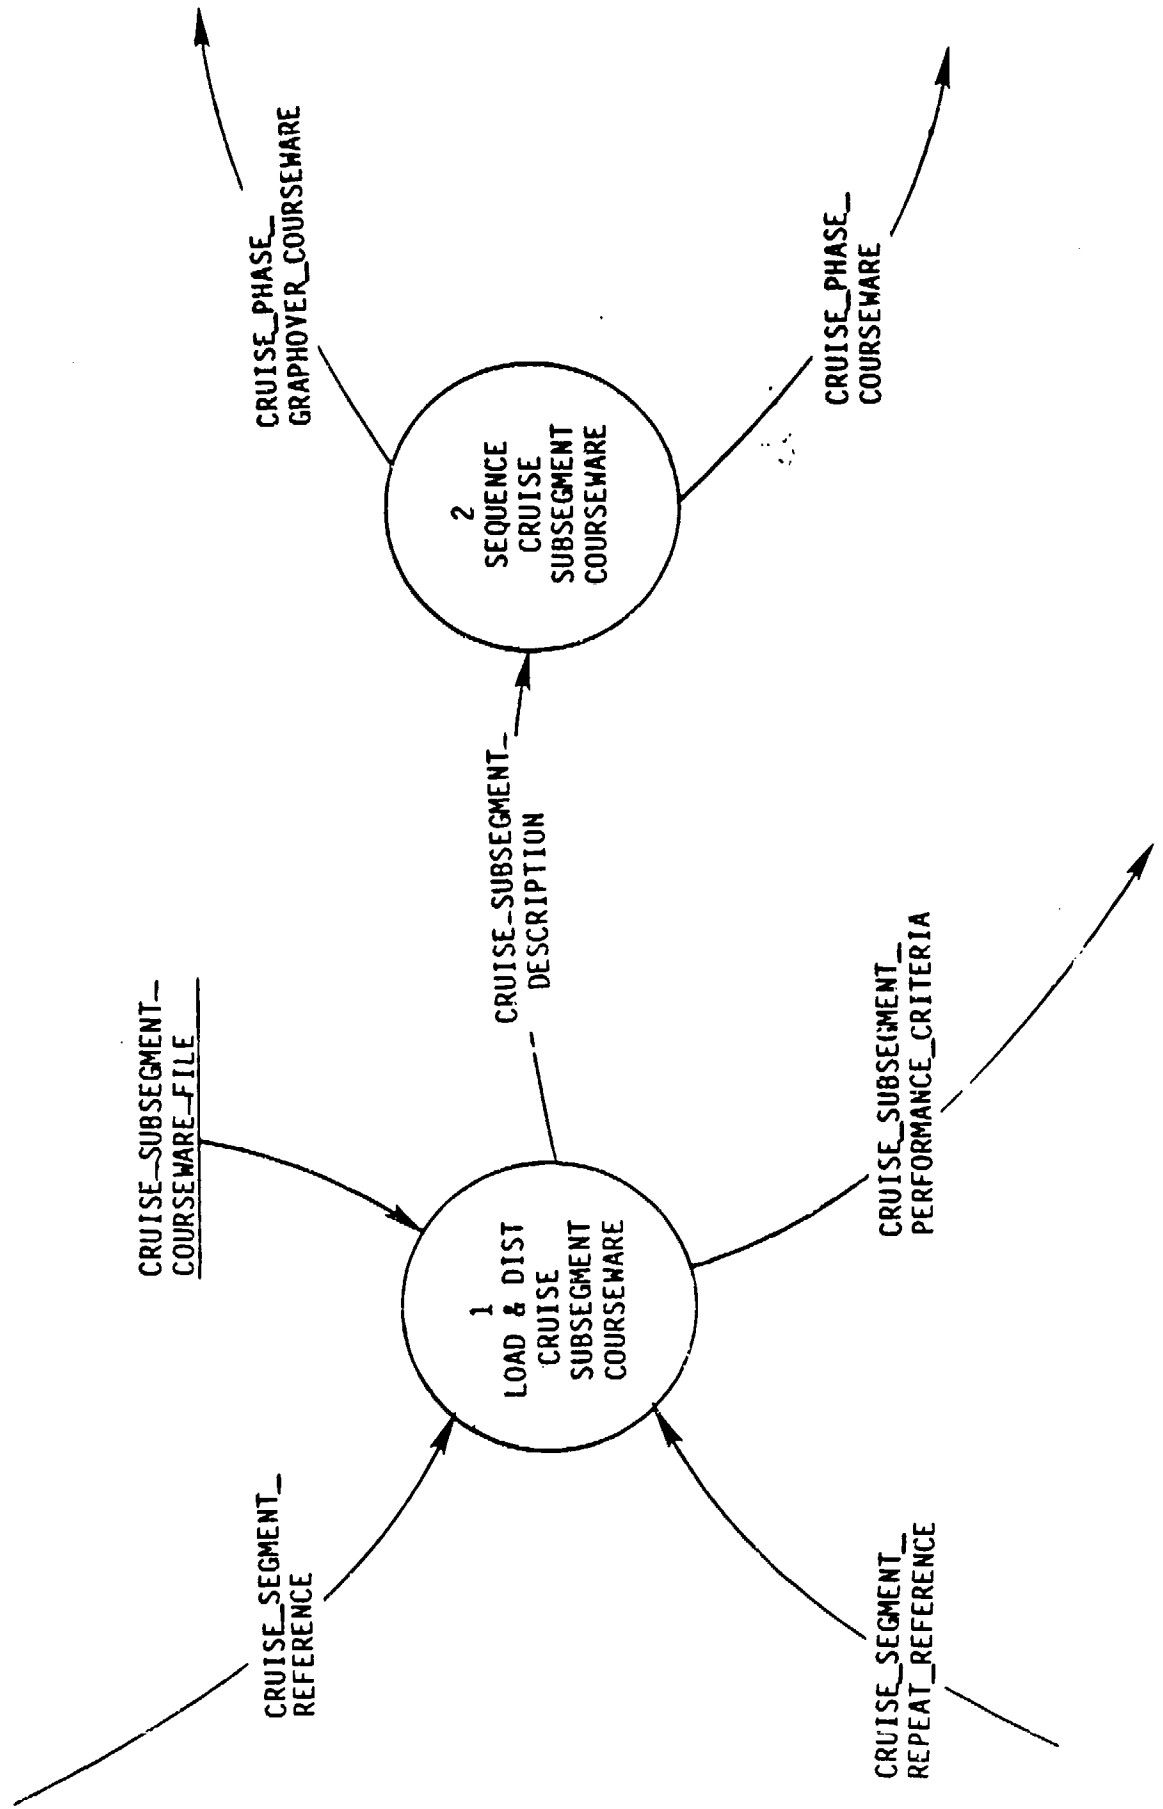 CRUISE_SEGMENT_
REFERENCE
CRUISE_SUBSEGMENT_
COURSEWARE_FILE
CRUISE_PHASE_
GRAPHOVER_COURSEWARE
1
LOAD & DIST
CRUISE
SUBSEGMENT
COURSEWARE
CRUISE_SUBSEGMENT_
DESCRIPTION
2
SEQUENCE
CRUISE
SUBSEGMENT
COURSEWARE
CRUISE_SEGMENT_
REPEAT_REFERENCE
CRUISE_SUBSEGMENT_
PERFORMANCE_CRITERIA
CRUISE_PHASE_
COURSEWARE